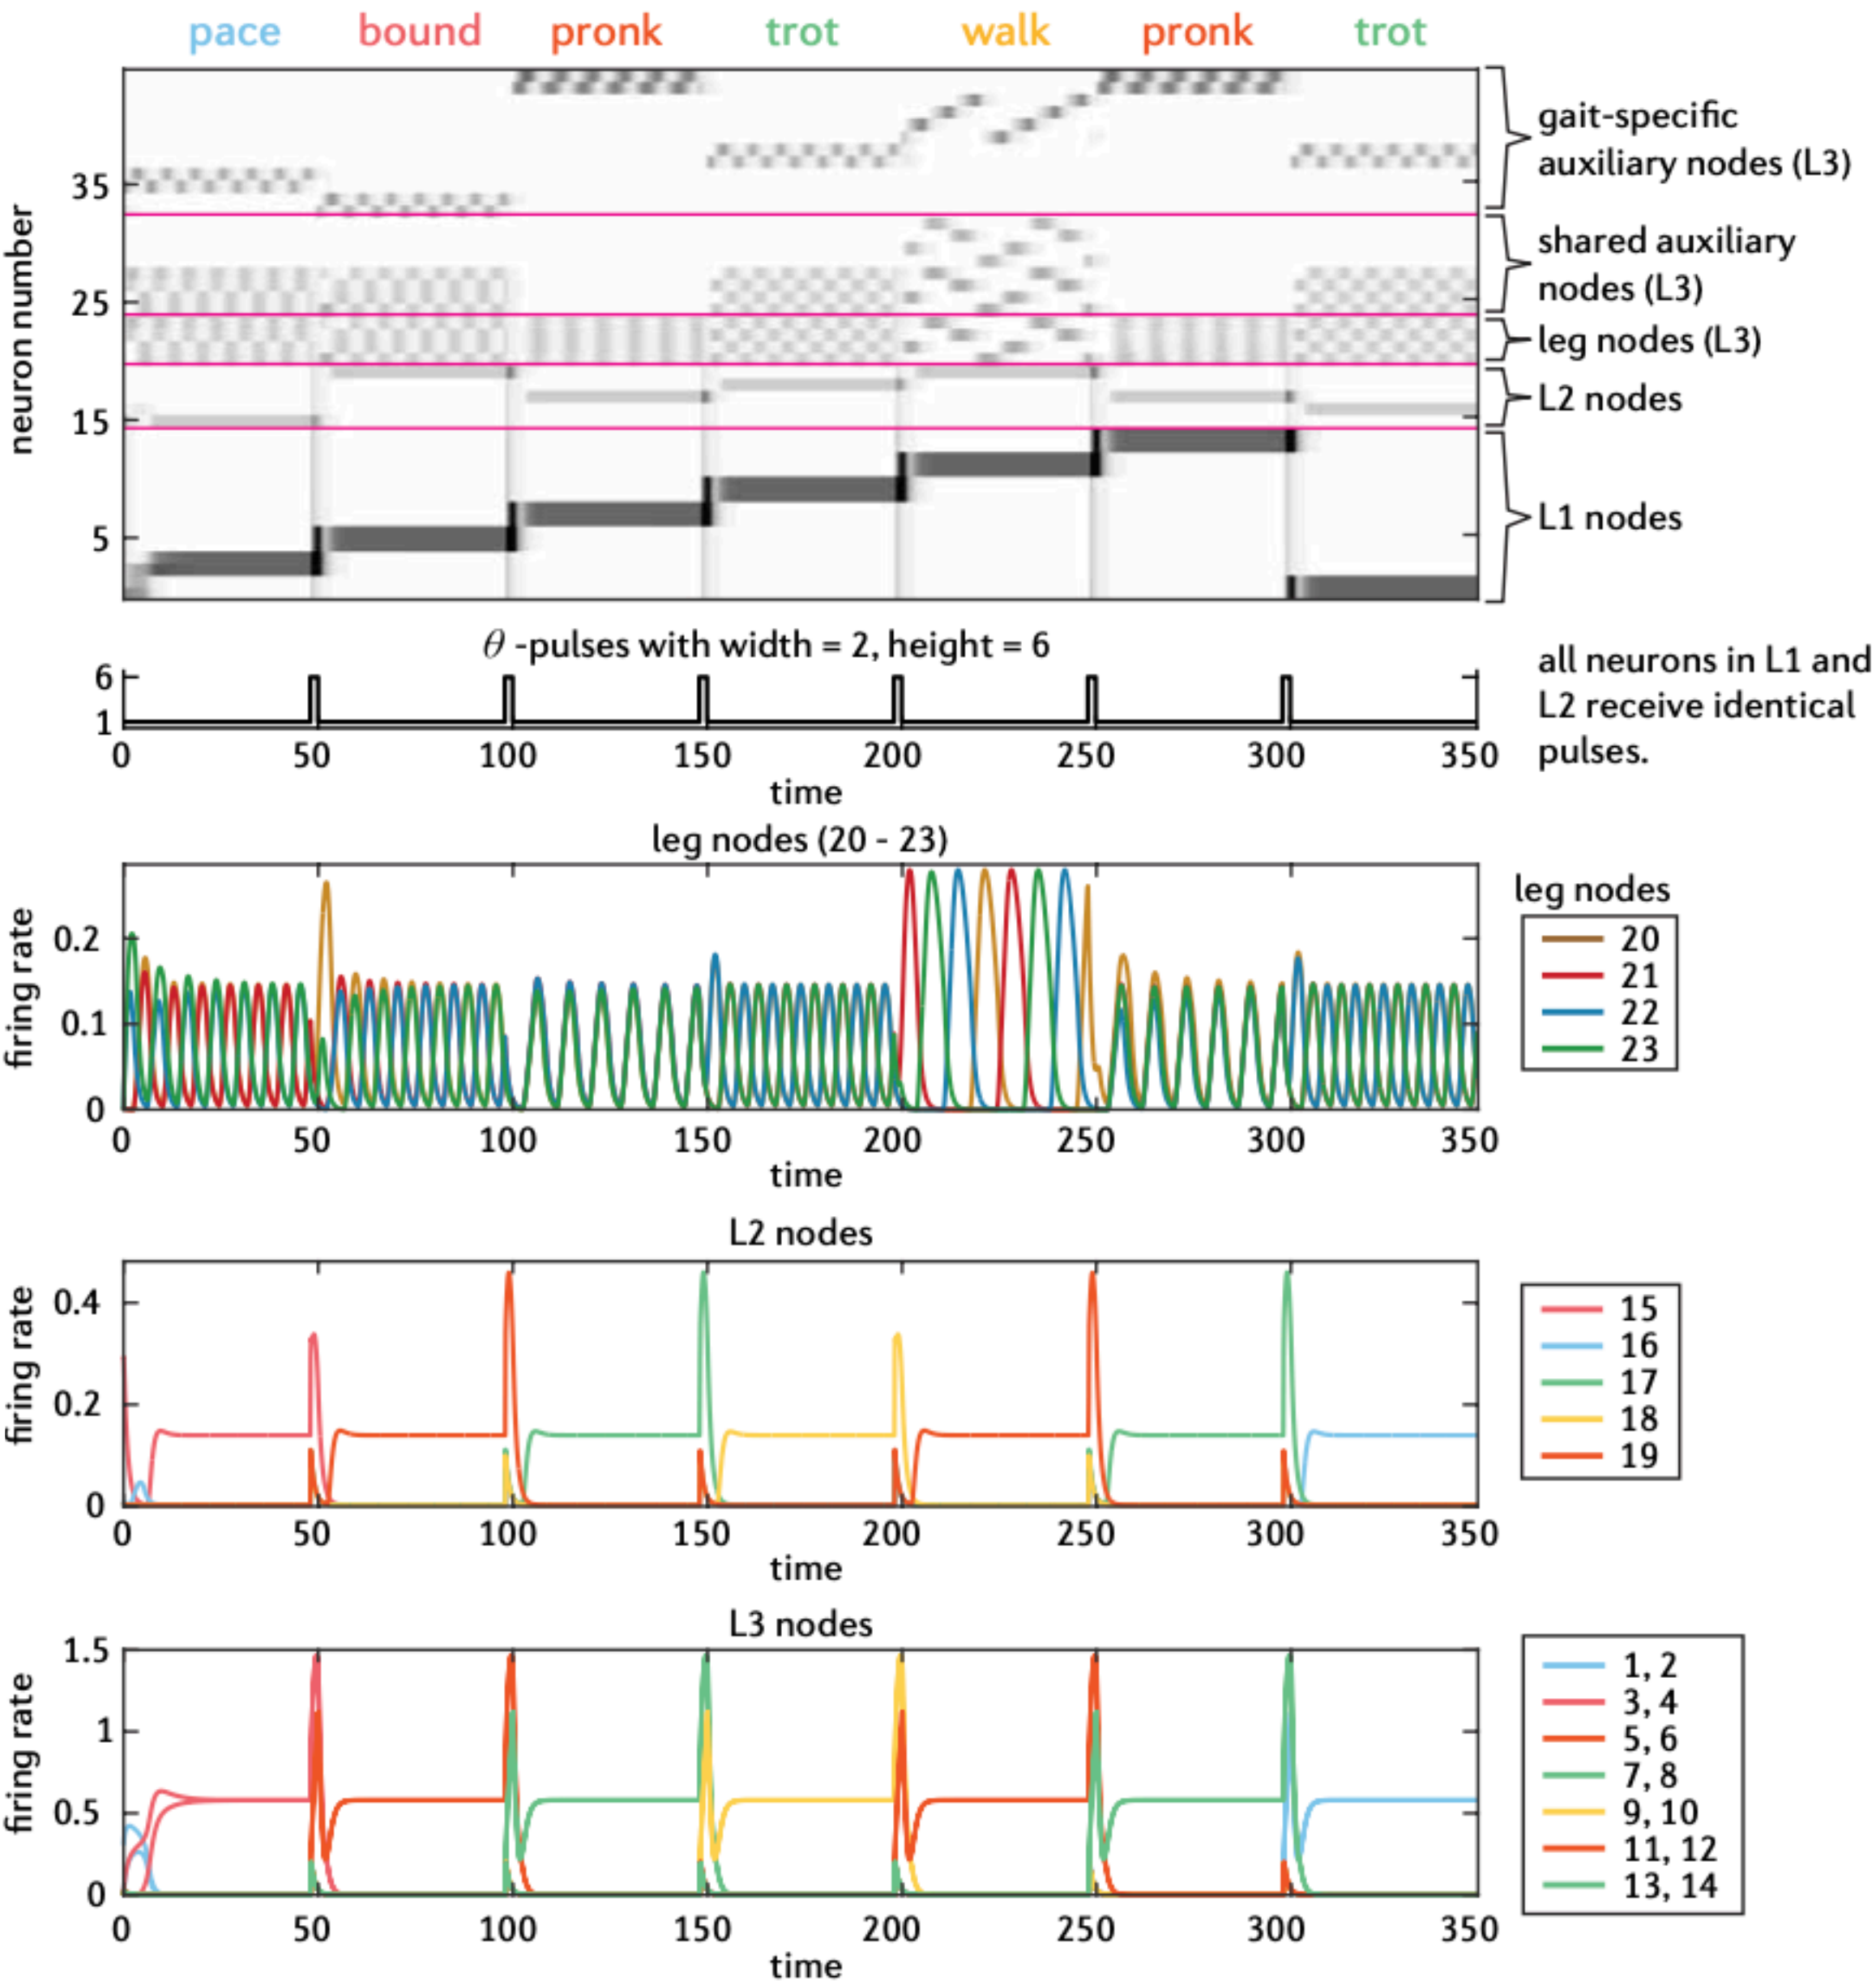 pace bound pronk trot walk pronk trot
neuron number
35
25
15
5
gait-specific
auxiliary nodes (L3)
shared auxiliary
nodes (L3)
leg nodes (L3)
L2 nodes
L1 nodes
θ -pulses with width = 2, height = 6
6
1
0 50 100 150 200 250 300 350
time
all neurons in L1 and
L2 receive identical
pulses.
leg nodes (20 - 23)
firing rate
0.2
0.1
0
0 50 100 150 200 250 300 350
time
leg nodes
20
21
22
23
L2 nodes
firing rate
0.4
0.2
0
0 50 100 150 200 250 300 350
time
15
16
17
18
19
L3 nodes
firing rate
1.5
1
0.5
0
0 50 100 150 200 250 300 350
time
1, 2
3, 4
5, 6
7, 8
9, 10
11, 12
13, 14